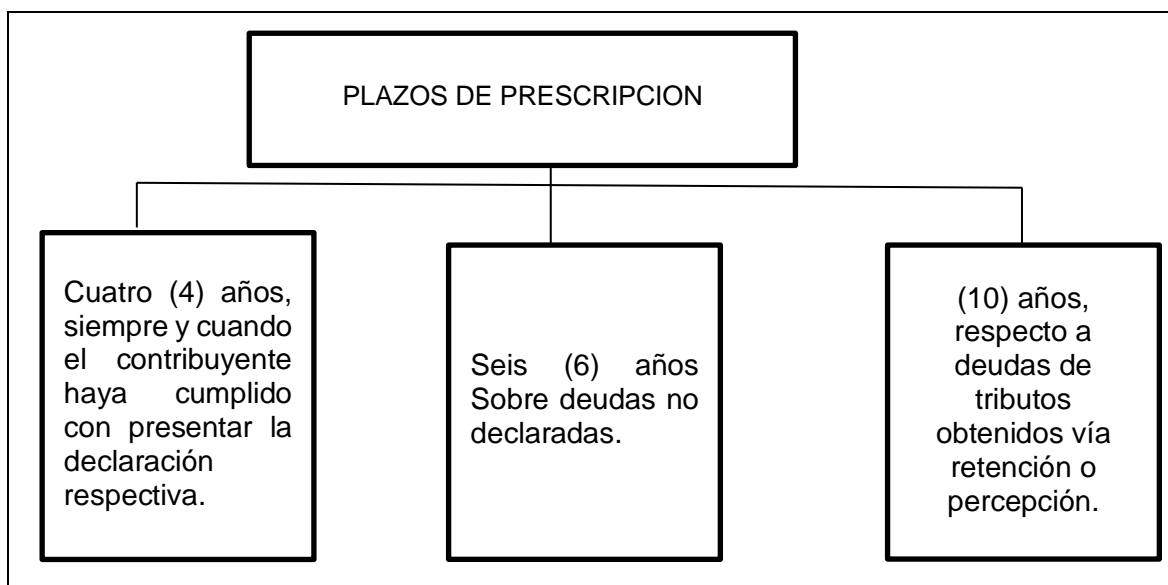 PLAZOS DE PRESCRIPCION
Cuatro (4) años,
siempre y cuando
el contribuyente
haya cumplido
con presentar la
declaración
respectiva.
Seis (6) años
Sobre deudas no
declaradas.
(10) años,
respecto a
deudas de
tributos
obtenidos vía
retención o
percepción.